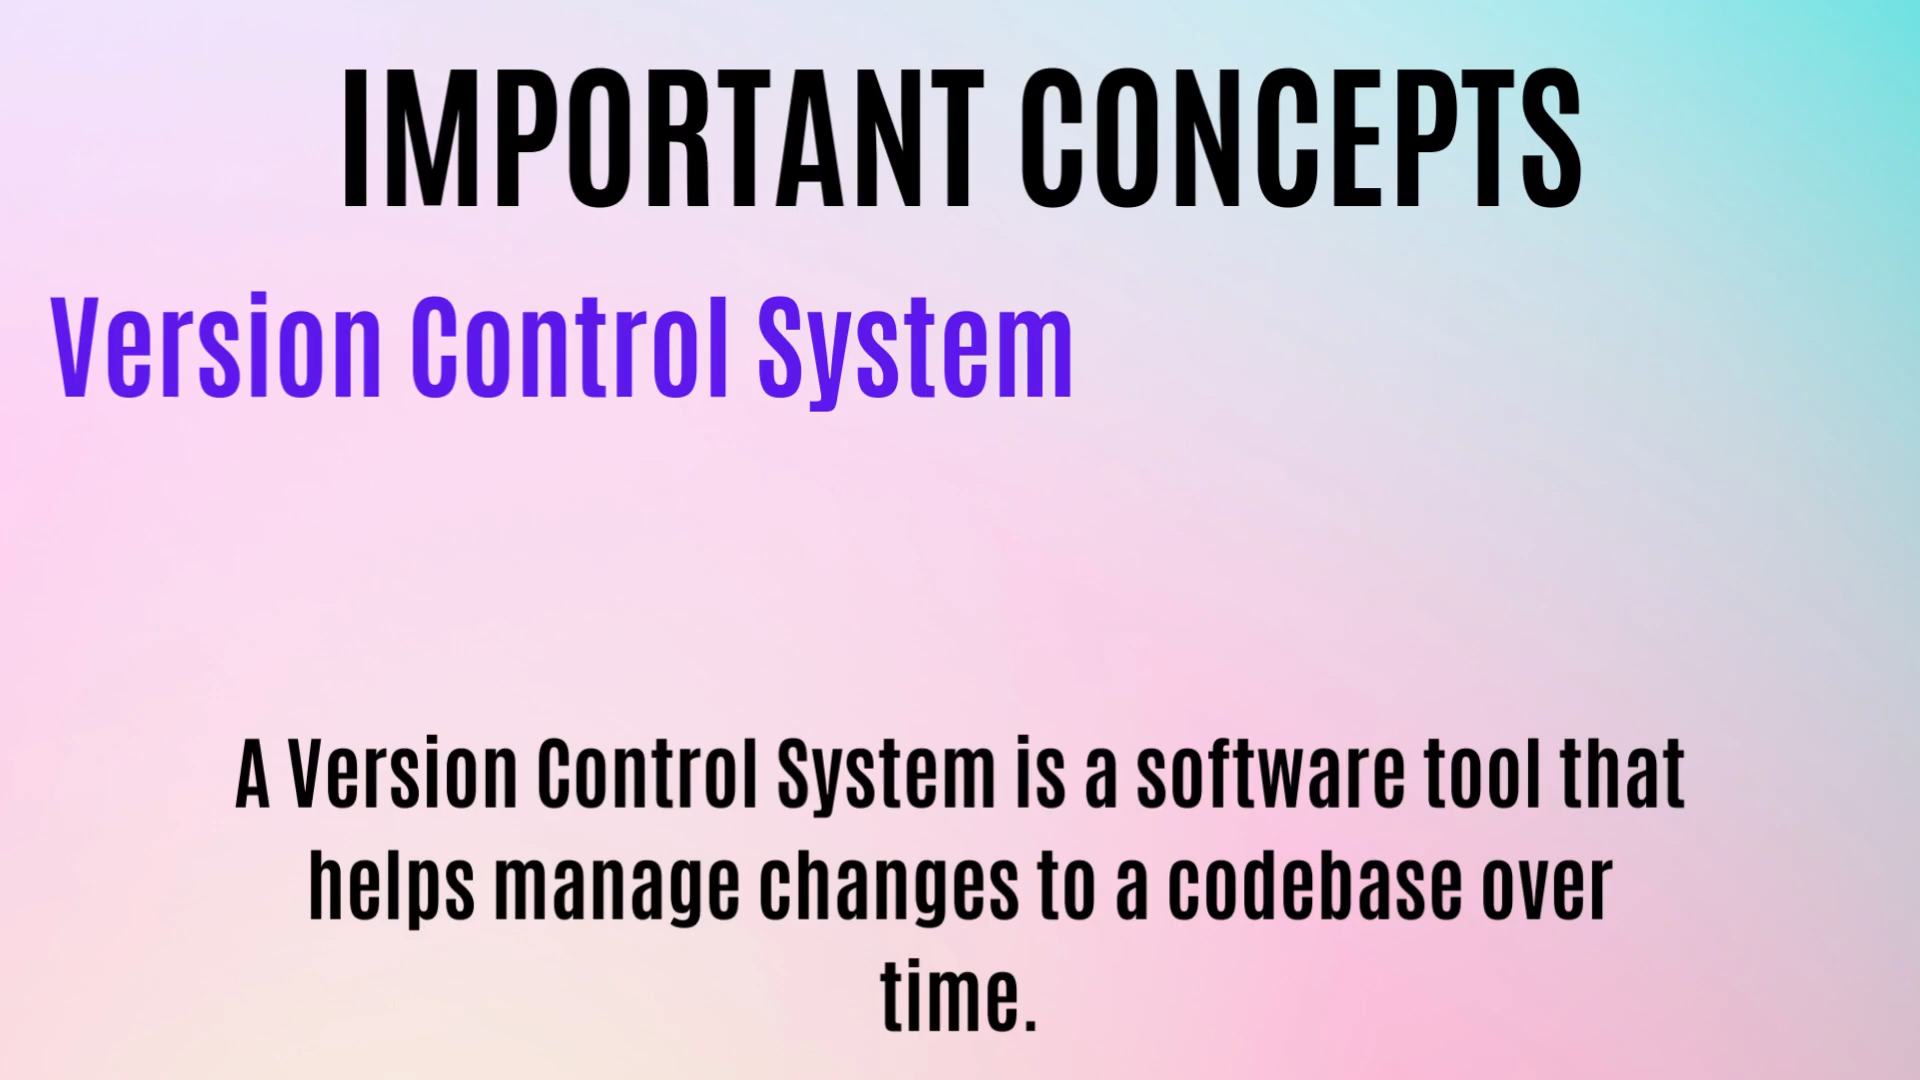 IMPORTANT CONCEPTS
Version Control System
A Version Control System is a software tool that
helps manage changes to a codebase over
time.